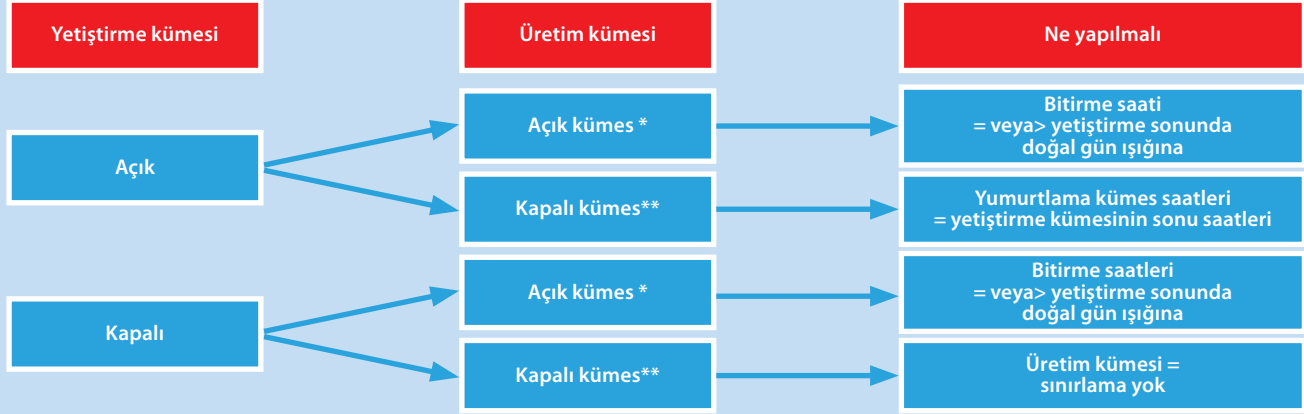 Yetiştirme kümesi
Üretim kümesi
Ne yapılmalı
Açık
Açık kümes *
Bitirme saati
= veya> yetiştirme sonunda
doğal gün ışığına
Kapalı kümes**
Yumurtlama kümes saatleri
= yetiştirme kümesinin sonu saatleri
Kapalı
Açık kümes *
Bitirme saatleri
= veya> yetiştirme sonunda
doğal gün ışığına
Kapalı kümes**
Üretim kümesi =
sınırlama yok